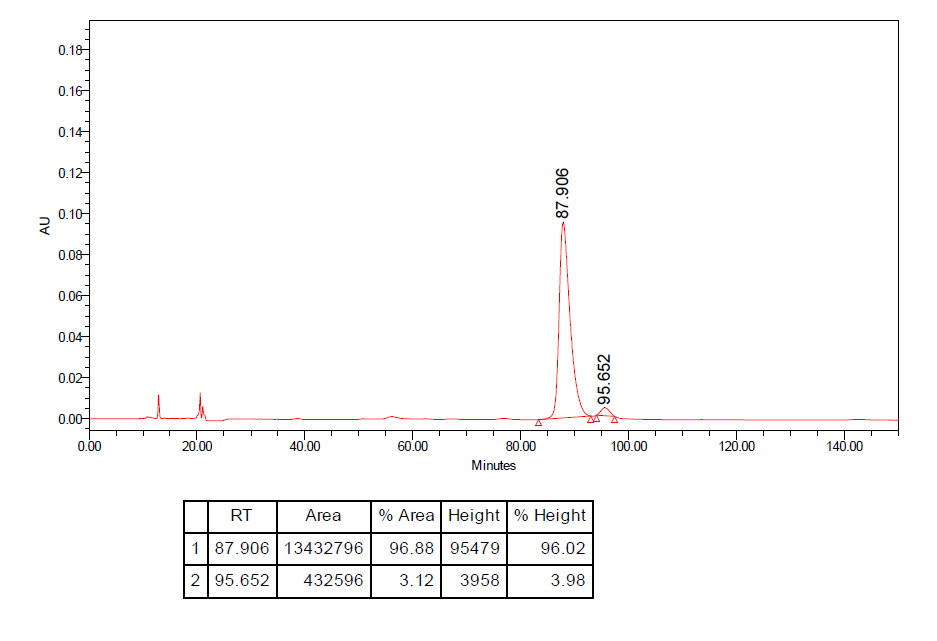 0.18
0.16
0.14
0.12
0.10
0.08
0.06
0.04
0.02
0.00
AU
87.906
95.652
0.00 20.00 40.00 60.00 80.00 100.00 120.00 140.00
Minutes
RT Area % Area Height % Height
1 87.906 13432796 96.88 95479 96.02
2 95.652 432596 3.12 3958 3.98